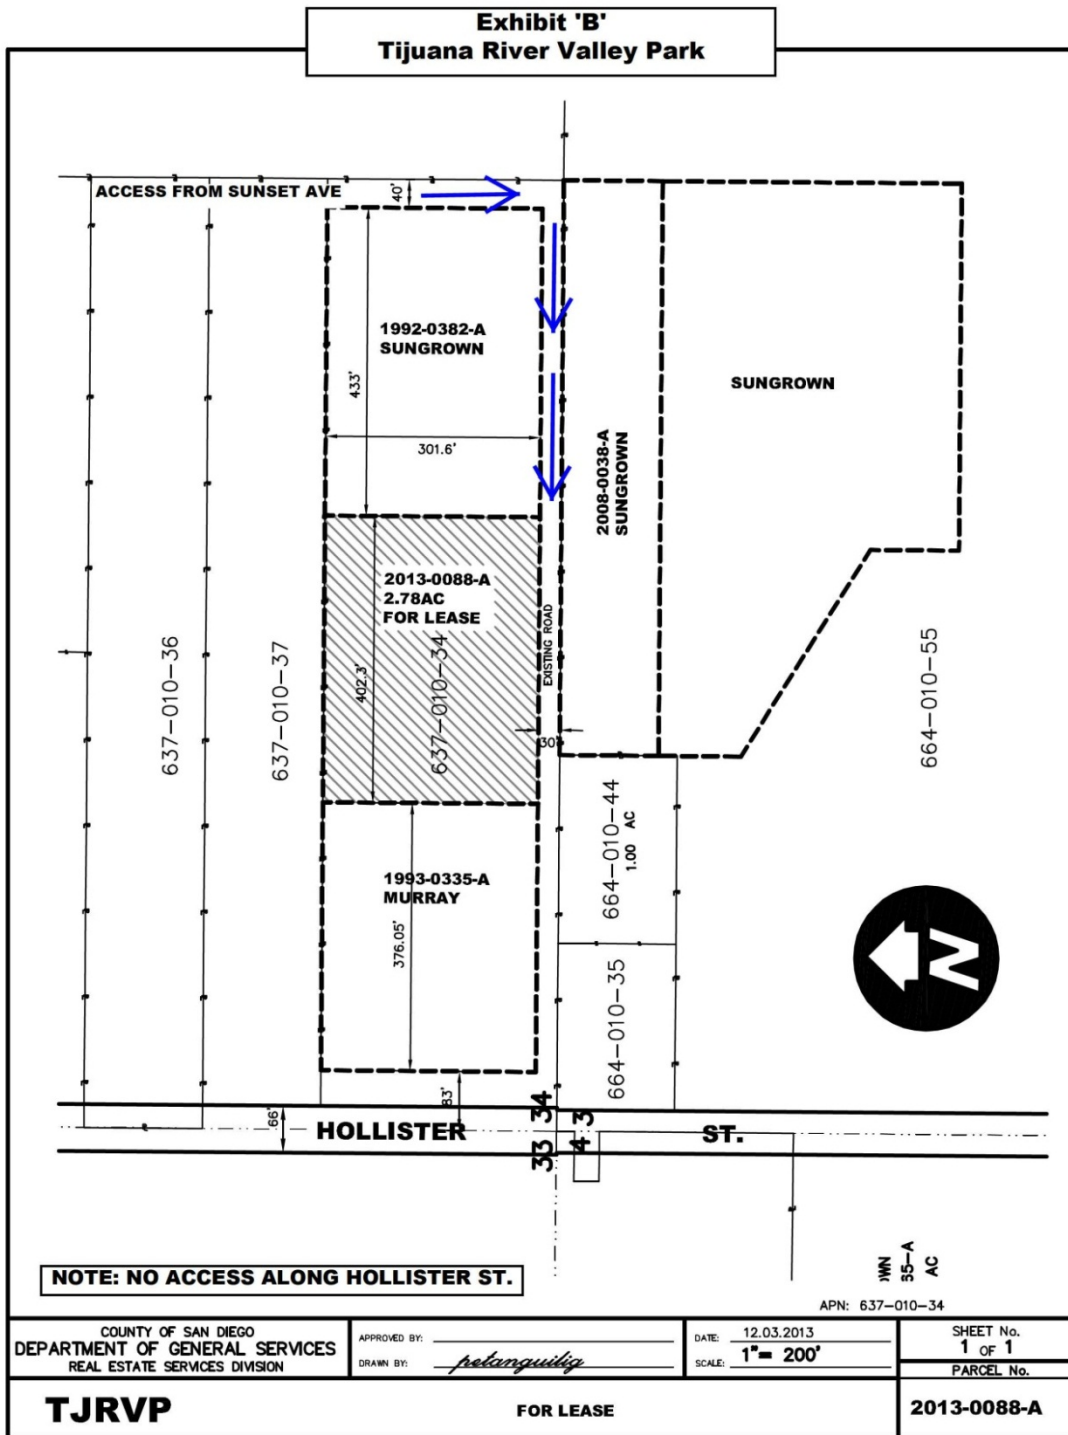 Exhibit 'B'
Tijuana River Valley Park
ACCESS FROM SUNSET AVE
40'
1992-0382-A
SUNGROWN
433'
301.6'
2008-0038-A
SUNGROWN
SUNGROWN
2013-0088-A
2.78AC
FOR LEASE
402.3'
637-010-34
EXISTING ROAD
30'
637-010-36
637-010-37
664-010-55
664-010-44
1.00 AC
1993-0335-A
MURRAY
376.05'
664-010-35
N
83'
66'
HOLLISTER ST.
33 34
4 3
35-A
AC
NOTE: NO ACCESS ALONG HOLLISTER ST.
APN: 637-010-34
COUNTY OF SAN DIEGO
DEPARTMENT OF GENERAL SERVICES
REAL ESTATE SERVICES DIVISION
APPROVED BY:
DRAWN BY: petanguilig
DATE: 12.03.2013
SCALE: 1"= 200'
SHEET No.
1 OF 1
PARCEL No.
TJRVP
FOR LEASE
2013-0088-A